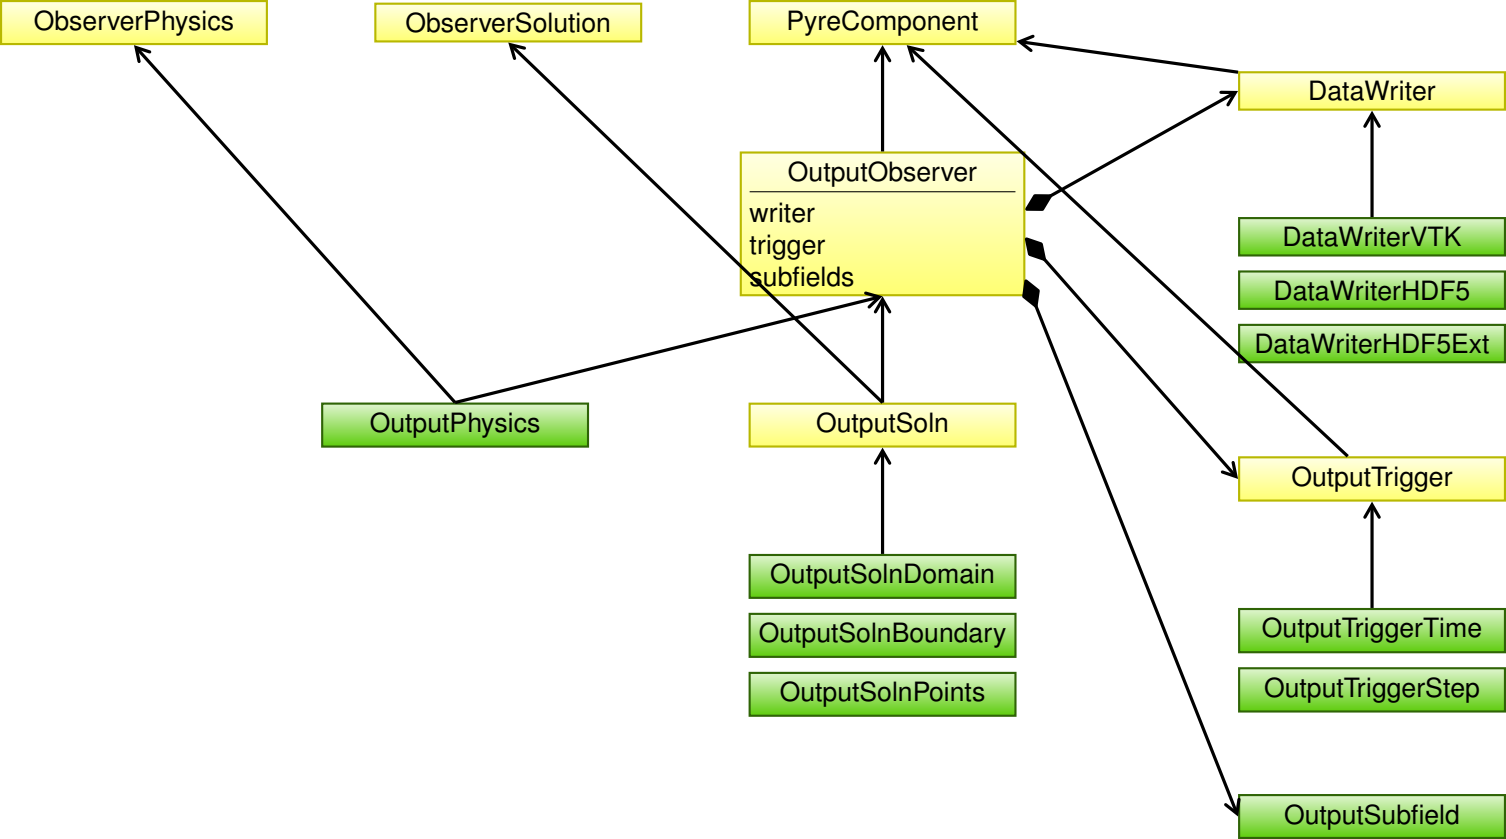 ObserverPhysics
ObserverSolution
PyreComponent
DataWriter
OutputObserver
writer
trigger
subfields
DataWriterVTK
DataWriterHDF5
DataWriterHDF5Ext
OutputPhysics
OutputSoln
OutputTrigger
OutputSolnDomain
OutputSolnBoundary
OutputSolnPoints
OutputTriggerTime
OutputTriggerStep
OutputSubfield